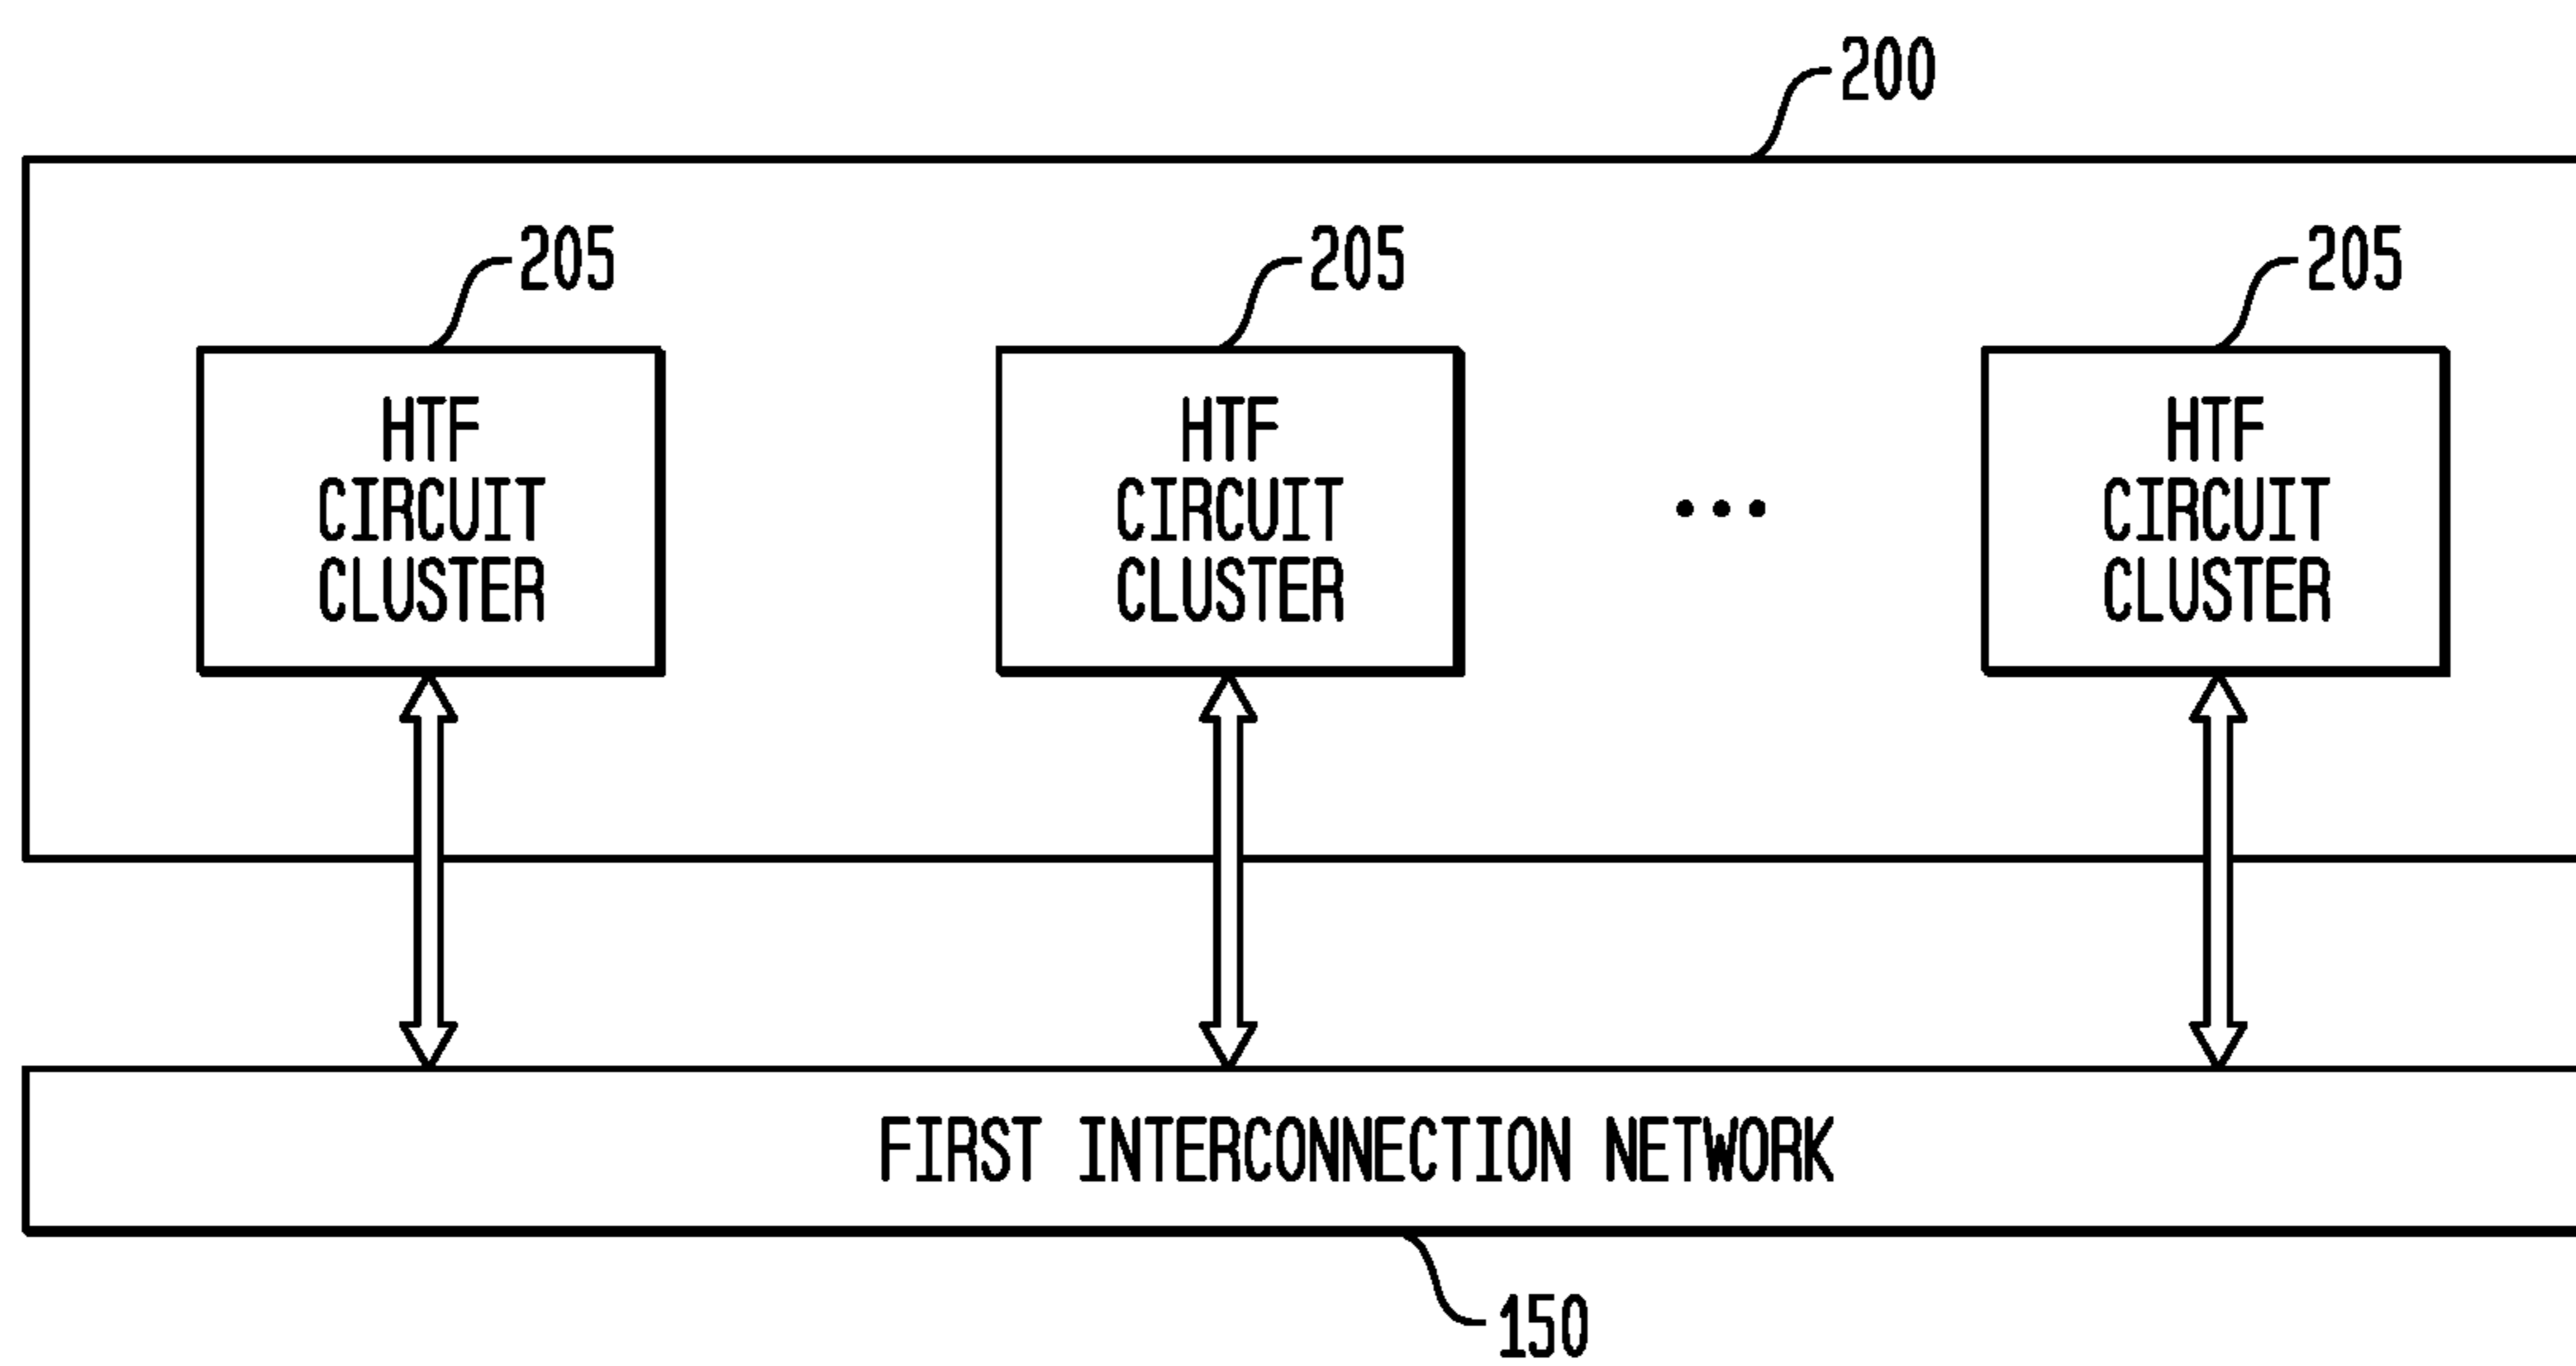 200
205
205
205
HTF
CIRCUIT
CLUSTER
HTF
CIRCUIT
CLUSTER
HTF
CIRCUIT
CLUSTER
FIRST INTERCONNECTION NETWORK
150